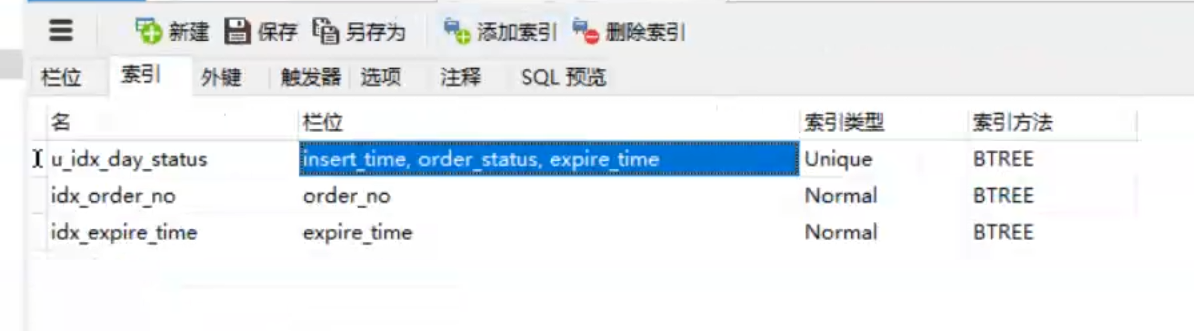 新建 保存 另存为 添加索引 删除索引
栏位 索引 外键 触发器 选项 注释 SQL 预览
名 栏位 索引类型 索引方法
u_idx_day_status insert_time, order_status, expire_time Unique BTREE
idx_order_no order_no Normal BTREE
idx_expire_time expire_time Normal BTREE